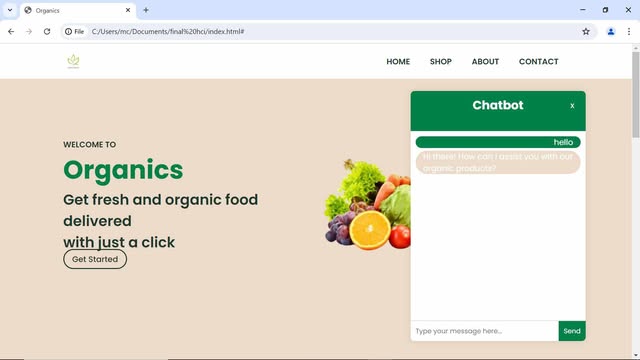 Organics
File
C:/Users/mc/Documents/final%20hci/index.html#
HOME SHOP ABOUT CONTACT
Chatbot
x
hello
Hi there! How can I assist you with our
organic products?
WELCOME TO
Organics
Get fresh and organic food
delivered
with just a click
Get Started
Type your message here...
Send